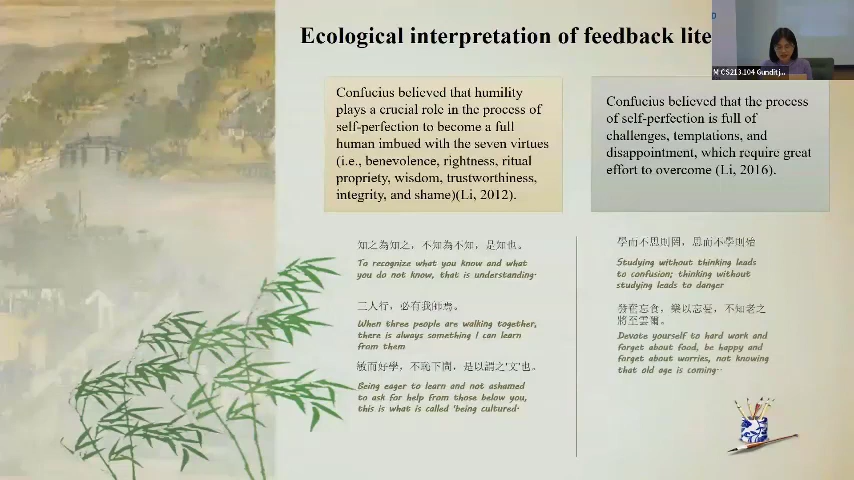 Ecological interpretation of feedback lite
M CS213.104 Gunditj...
Confucius believed that humility
plays a crucial role in the process of
self-perfection to become a full
human imbued with the seven virtues
(i.e., benevolence, rightness, ritual
propriety, wisdom, trustworthiness,
integrity, and shame)(Li, 2012).
Confucius believed that the process
of self-perfection is full of
challenges, temptations, and
disappointment, which require great
effort to overcome (Li, 2016).
知之為知之，不知為不知，是知也。
To recognize what you know and what
you do not know, that is understanding.
三人行，必有我師焉。
When three people are walking together,
there is always something I can learn
from them
敏而好學，不恥下問，是以謂之'文'也。
Being eager to learn and not ashamed
to ask for help from those below you,
this is what is called 'being cultured.
學而不思則罔，思而不學則殆
Studying without thinking leads
to confusion; thinking without
studying leads to danger
發奮忘食，樂以忘憂，不知老之
將至雲爾。
Devote yourself to hard work and
forget about food, be happy and
forget about worries, not knowing
that old age is coming…